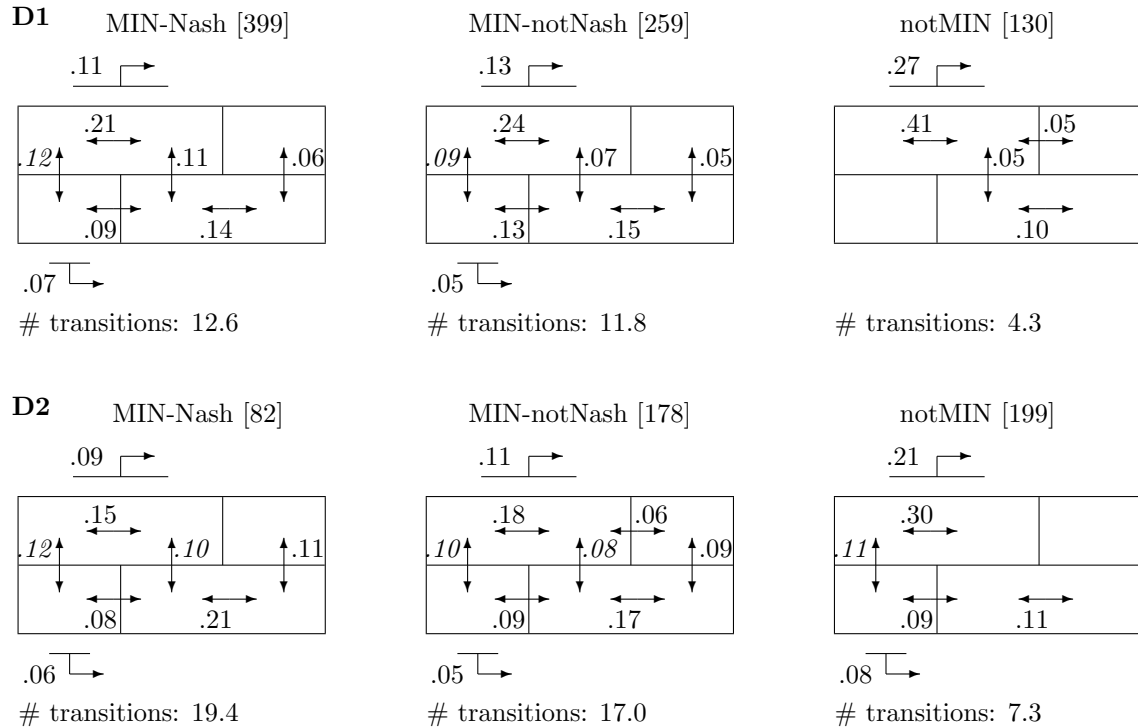 D1
MIN-Nash [399] MIN-notNash [259] notMIN [130]
.11 .13 .27
.21 .24 .41 .05
.12 .11 .06 .09 .07 .05 .05
.09 .14 .13 .15 .10
.07 .05
# transitions: 12.6 # transitions: 11.8 # transitions: 4.3
D2
MIN-Nash [82] MIN-notNash [178] notMIN [199]
.09 .11 .21
.15 .18 .06 .30
.12 .10 .11 .10 .08 .09 .11
.08 .21 .09 .17 .09 .11
.06 .05 .08
# transitions: 19.4 # transitions: 17.0 # transitions: 7.3